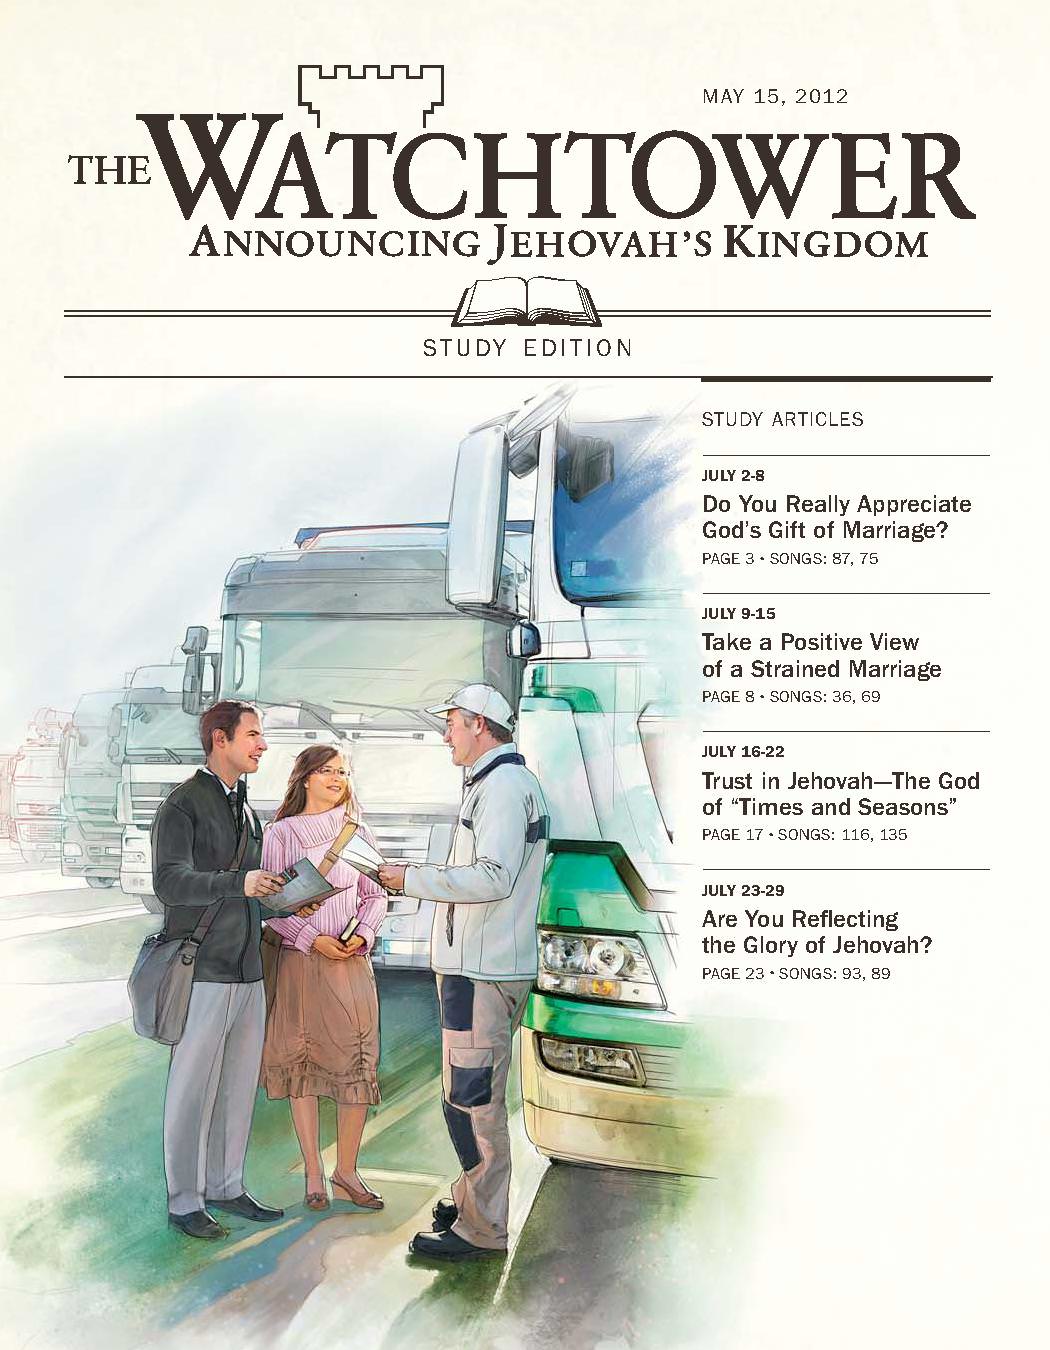 MAY 15, 2012
THE WATCHTOWER
ANNOUNCING JEHOVAH’S KINGDOM
STUDY EDITION
STUDY ARTICLES
JULY 2-8
Do You Really Appreciate
God’s Gift of Marriage?
PAGE 3 • SONGS: 87, 75
JULY 9-15
Take a Positive View
of a Strained Marriage
PAGE 8 • SONGS: 36, 69
JULY 16-22
Trust in Jehovah—The God
of “Times and Seasons”
PAGE 17 • SONGS: 116, 135
JULY 23-29
Are You Reflecting
the Glory of Jehovah?
PAGE 23 • SONGS: 93, 89